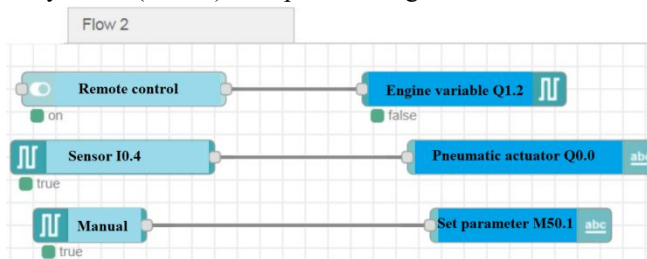 Flow 2
Remote control
Engine variable Q1.2
on
false
Sensor I0.4
Pneumatic actuator Q0.0
abc
true
Manual
Set parameter M50.1
abc
true